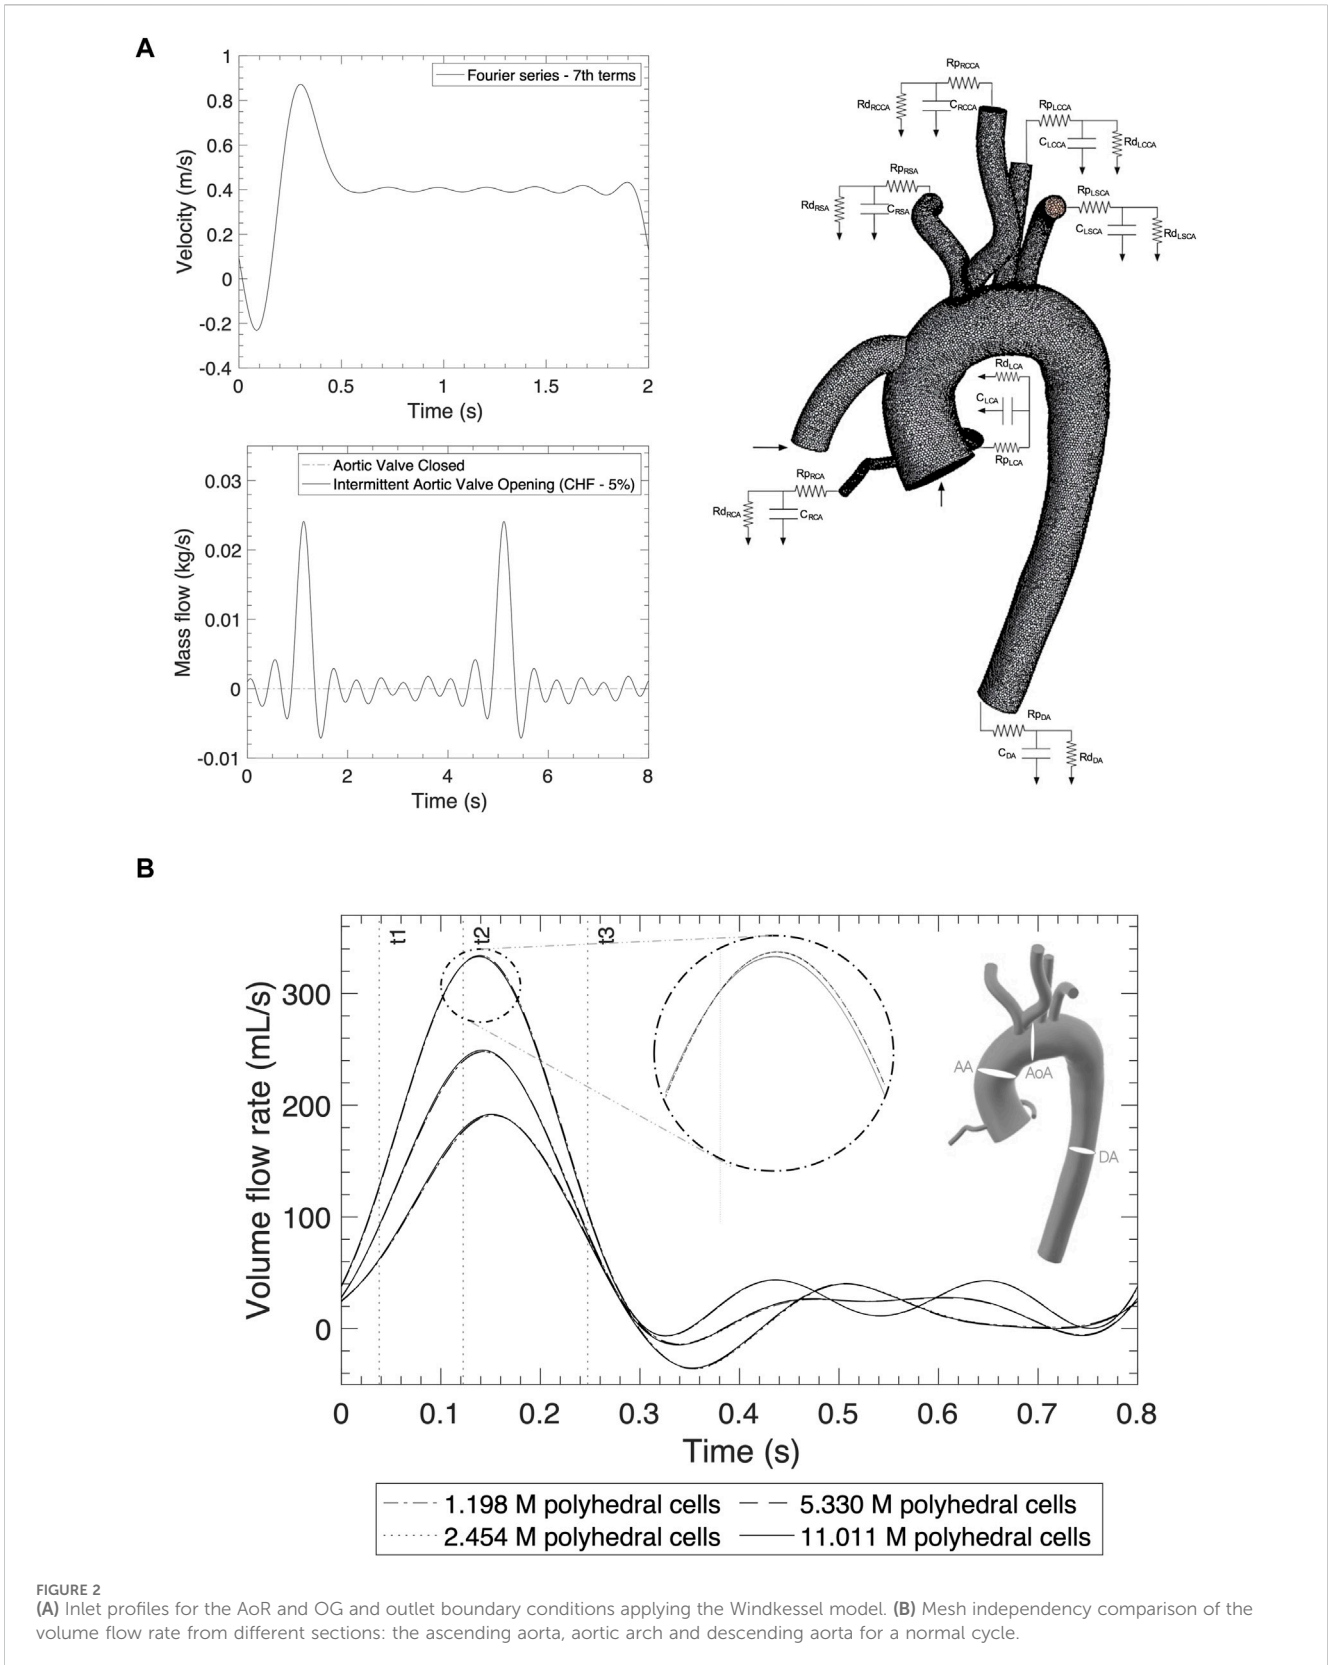 A
1
0.8
0.6
0.4
0.2
0
-0.2
-0.4
Velocity (m/s)
Fourier series - 7th terms
0 0.5 1 1.5 2
Time (s)
RpRCCA
RdRCCA
CRCCA
RpLCCA
CLCCA
RdLCCA
RpRSA
RdRSA
CRSA
RpLSCA
CLSCA
RdLSCA
RdLCA
CLCA
RpLCA
RpRCA
RdRCA
CRCA
RpDA
CDA
RdDA
0.03
0.02
0.01
0
-0.01
Mass flow (kg/s)
Aortic Valve Closed
Intermittent Aortic Valve Opening (CHF - 5%)
0 2 4 6 8
Time (s)
B
t1
t2
t3
300
200
100
0
Volume flow rate (mL/s)
AA
AoA
DA
0 0.1 0.2 0.3 0.4 0.5 0.6 0.7 0.8
Time (s)
1.198 M polyhedral cells
5.330 M polyhedral cells
2.454 M polyhedral cells
11.011 M polyhedral cells
FIGURE 2
(A) Inlet profiles for the AoR and OG and outlet boundary conditions applying the Windkessel model. (B) Mesh independency comparison of the
volume flow rate from different sections: the ascending aorta, aortic arch and descending aorta for a normal cycle.